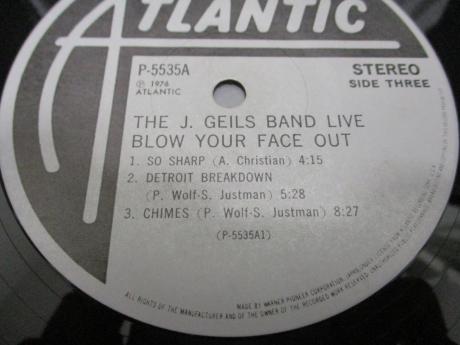 ATLANTIC
P-5535A
℗ 1976
ATLANTIC
STEREO
SIDE THREE
THE J. GEILS BAND LIVE
BLOW YOUR FACE OUT
1. SO SHARP (A. Christian) 4:15
2. DETROIT BREAKDOWN
(P. Wolf-S. Justman) 5:28
3. CHIMES (P. Wolf-S. Justman) 8:27
(P-5535A1)
MADE BY WARNER-PIONEER CORPORATION, JAPAN
ALL RIGHTS OF THE MANUFACTURER AND OF THE OWNER OF THE RECORDED WORK RESERVED.